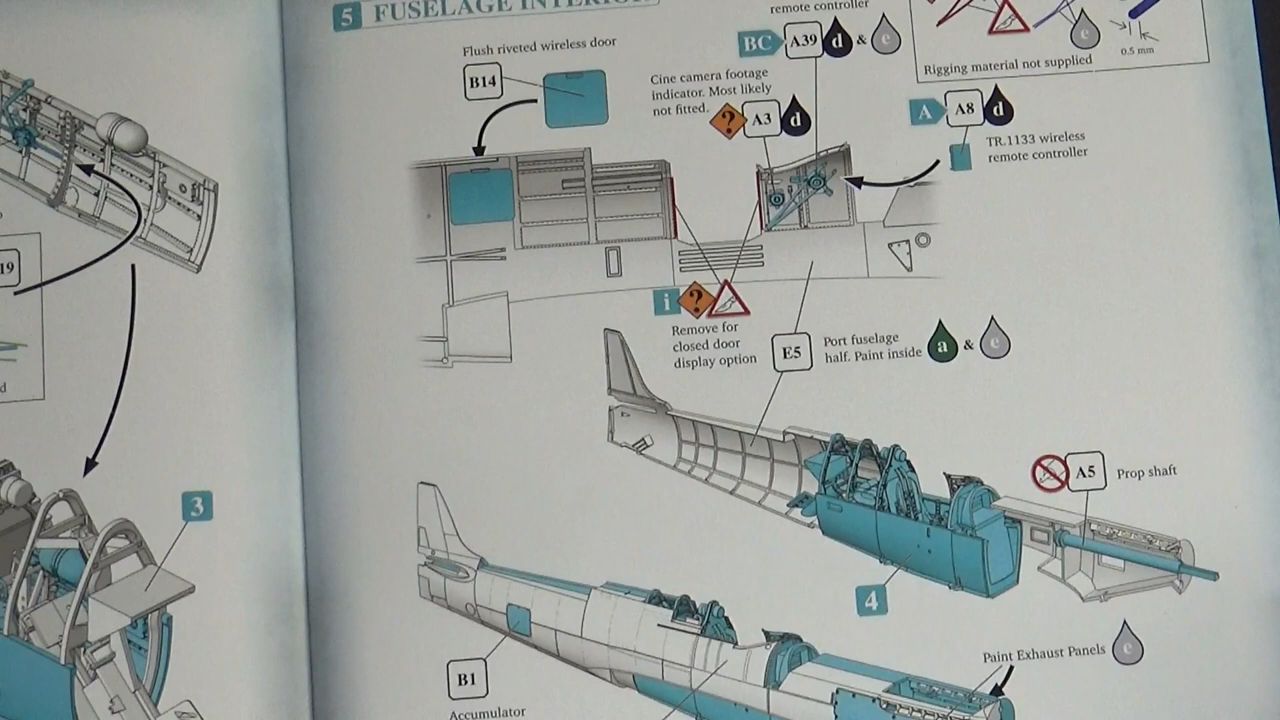 5 FUSELAGE INTERIOR
remote controller
BC A39 d & e
e
0.5 mm
Rigging material not supplied
Flush riveted wireless door
B14
Cine camera footage
indicator. Most likely
not fitted.
? A3 d
A A8 d
TR.1133 wireless
remote controller
19
d
i ?
Remove for
closed door
display option
E5
Port fuselage
half. Paint inside a & e
A5 Prop shaft
3
4
Paint Exhaust Panels e
B1
Accumulator